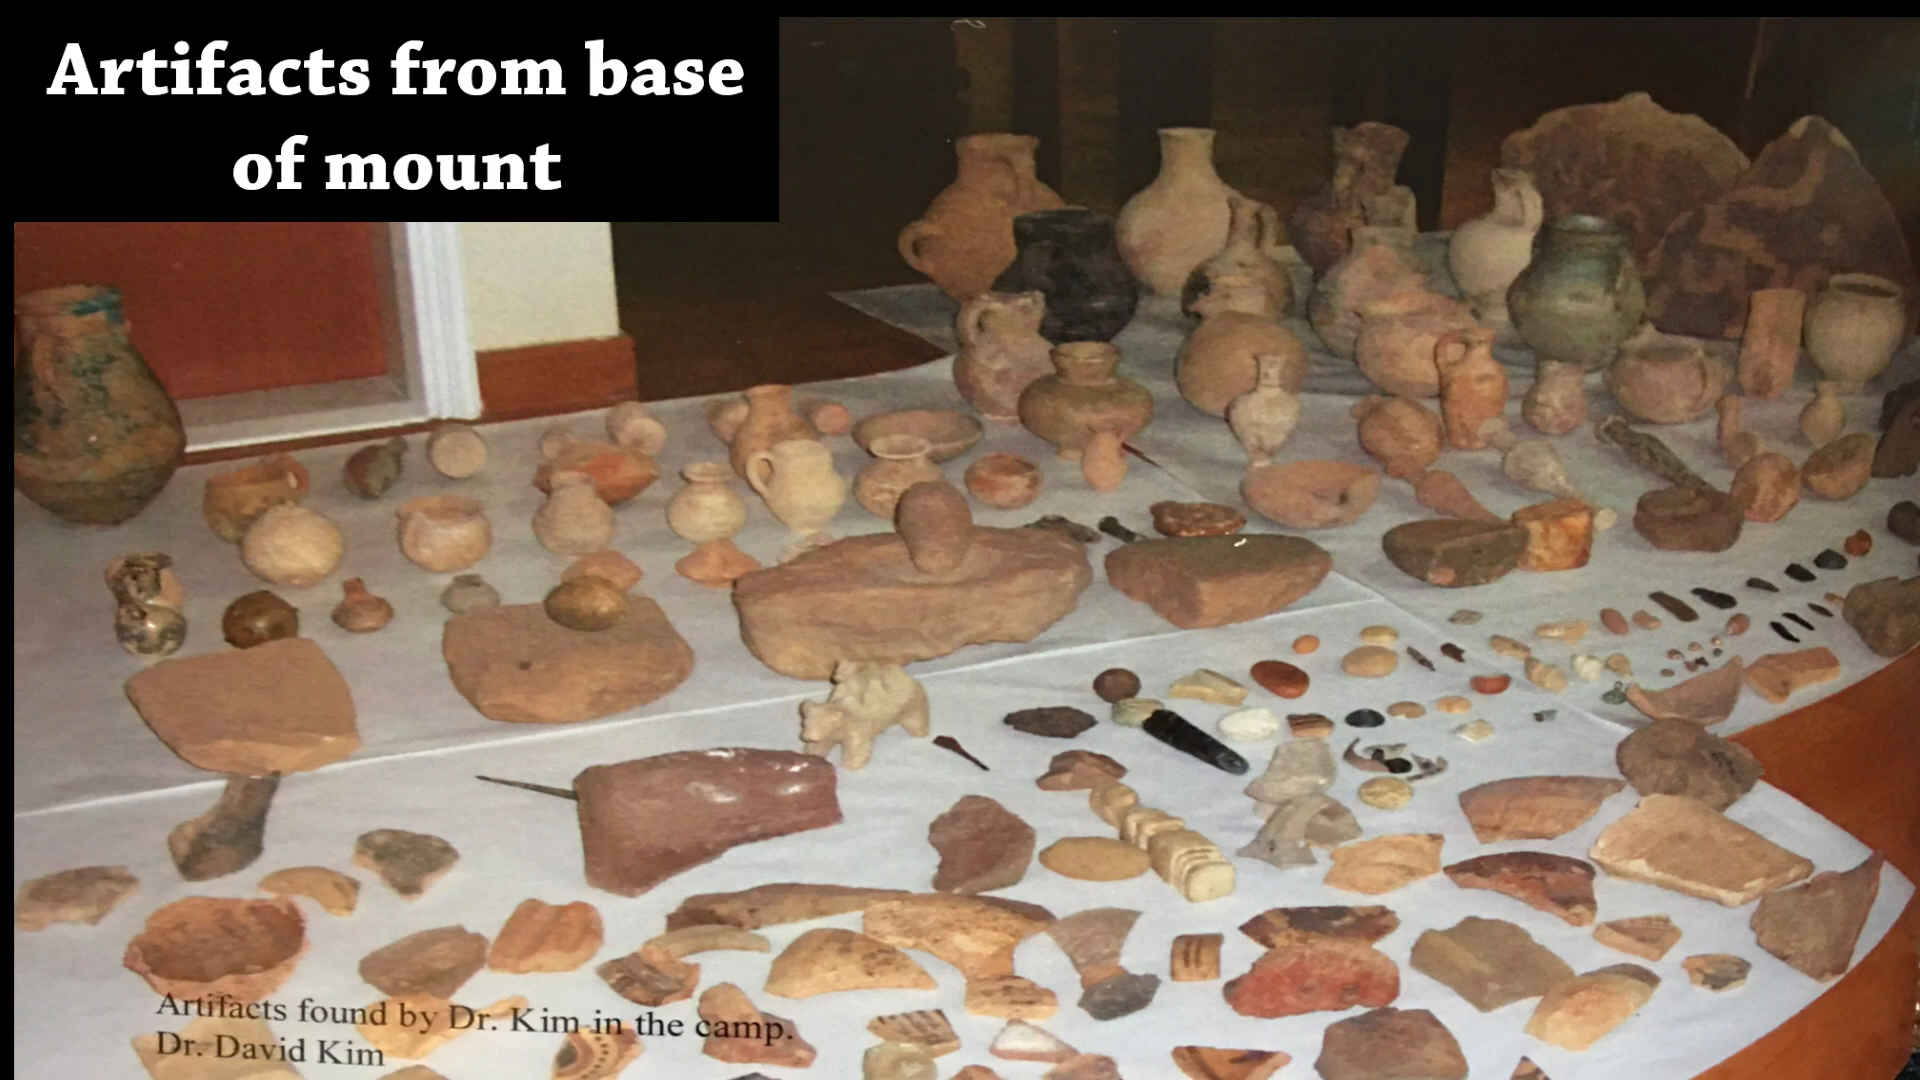 Artifacts from base
of mount
Artifacts found by Dr. Kim in the camp.
Dr. David Kim